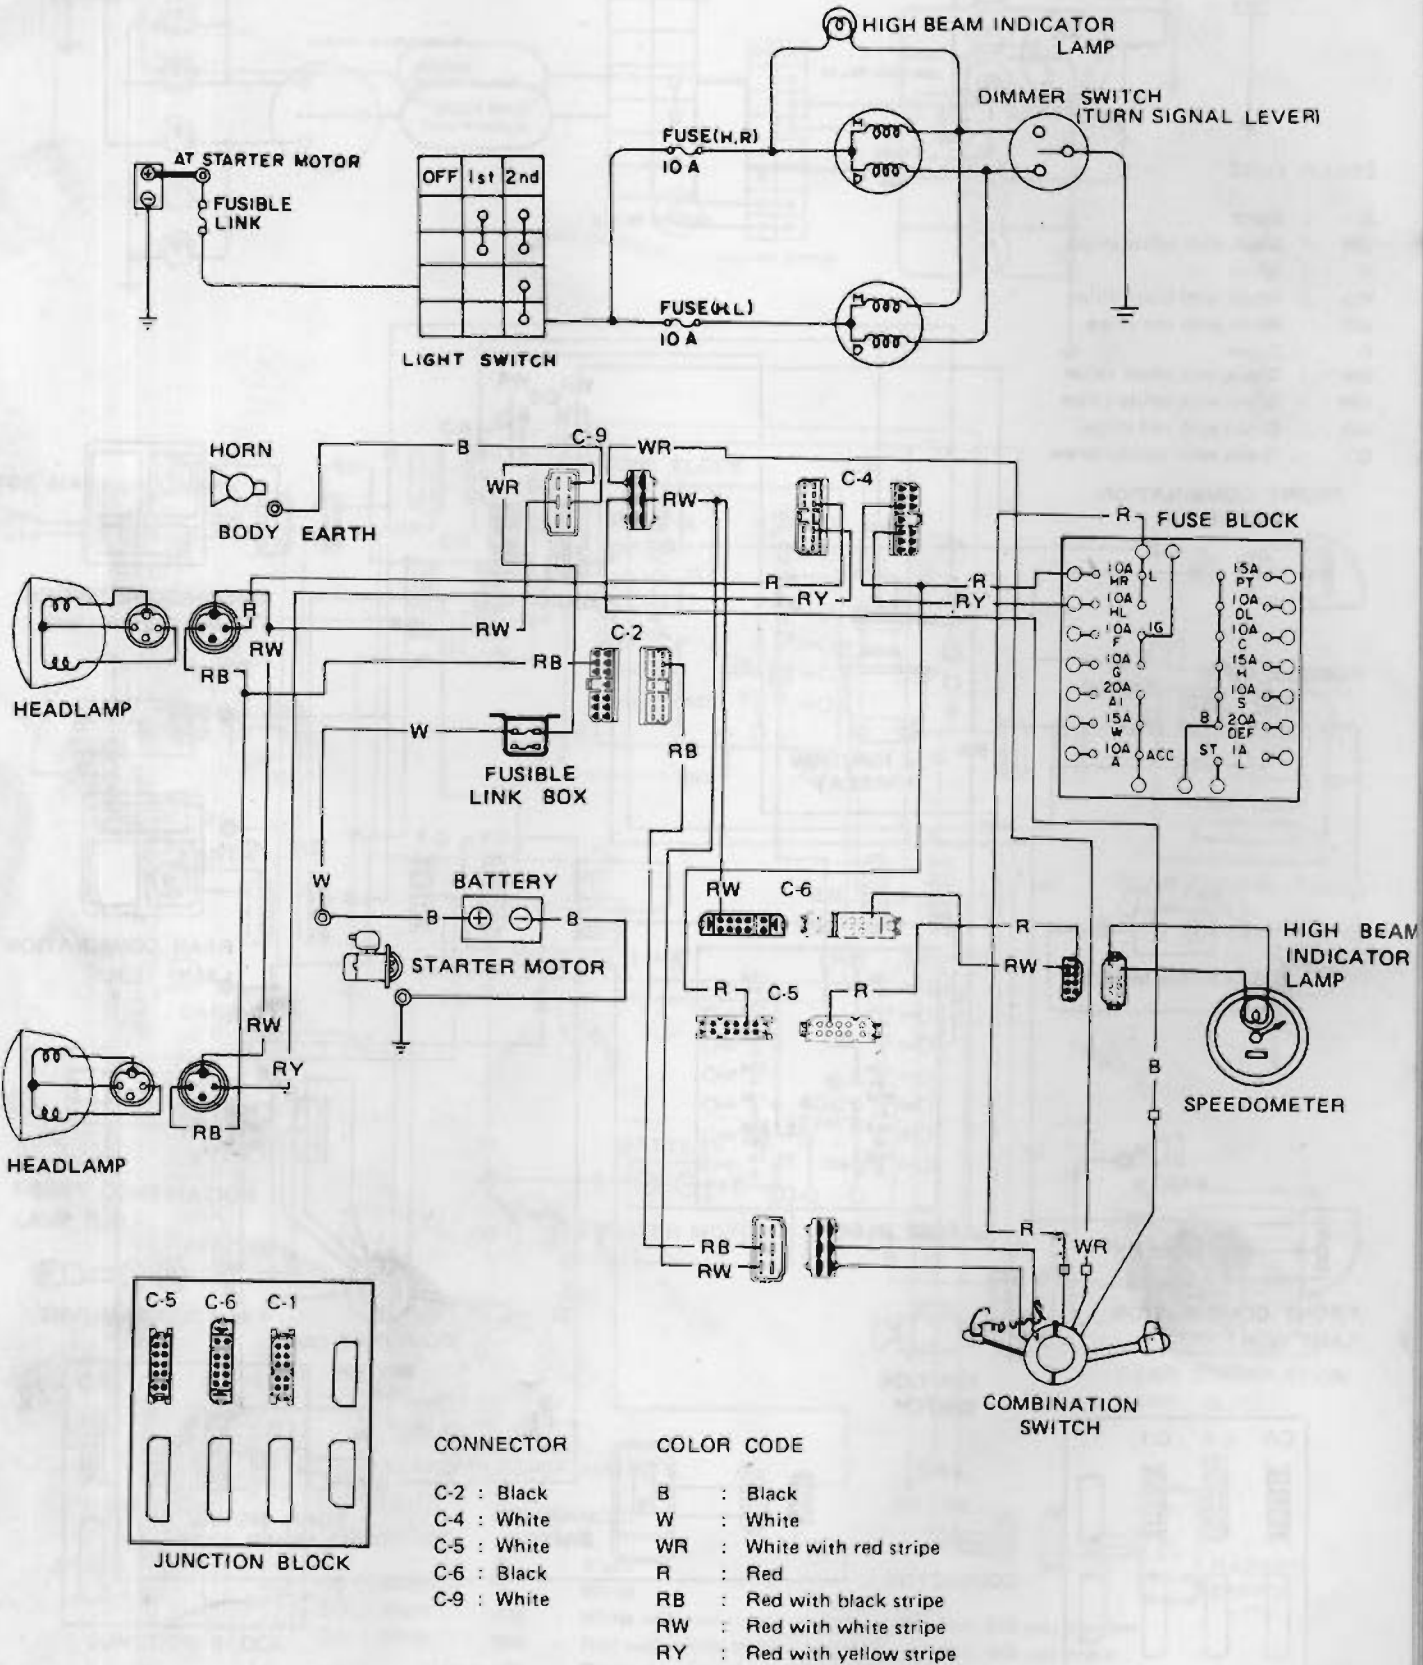 HIGH BEAM INDICATOR
LAMP
DIMMER SWITCH
(TURN SIGNAL LEVER)
FUSE(H.R)
10 A
H
D
AT STARTER MOTOR
FUSIBLE
LINK
OFF 1st 2nd
LIGHT SWITCH
FUSE(H.L)
10 A
H
D
HORN
BODY EARTH
B
C-9
WR
WR
RW
C-4
R
FUSE BLOCK
10A
HR
L
10A
HL
10A
F
IG
10A
G
20A
AI
15A
W
10A
A
ACC
15A
PT
10A
OL
10A
C
15A
H
10A
S
B
20A
DEF
ST
1A
L
R
RY
R
RY
R
RW
RW
C-2
RB
RB
HEADLAMP
W
FUSIBLE
LINK BOX
RB
W
BATTERY
B
B
STARTER MOTOR
RW
C-6
R
RW
R
C-5
R
HIGH BEAM
INDICATOR
LAMP
SPEEDOMETER
B
RW
RY
RB
HEADLAMP
RB
RW
R
WR
Ground
COMBINATION
SWITCH
C-5 C-6 C-1
JUNCTION BLOCK
CONNECTOR
C-2 : Black
C-4 : White
C-5 : White
C-6 : Black
C-9 : White
COLOR CODE
B : Black
W : White
WR : White with red stripe
R : Red
RB : Red with black stripe
RW : Red with white stripe
RY : Red with yellow stripe